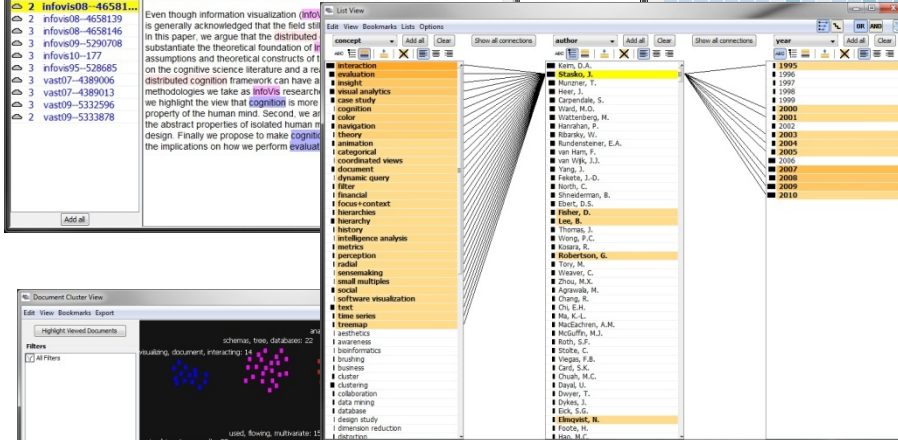 2 infovis08--46581...
2 infovis08--4658139
3 infovis08--4658146
3 infovis09--5290708
3 infovis10--177
3 infovis95--528685
3 vast07--4389006
3 vast07--4389013
3 vast09--5332596
2 vast09--5333878
Add all
Even though information visualization (InfoV
is generally acknowledged that the field still
In this paper, we argue that the distributed
substantiate the theoretical foundation of
assumptions and theoretical constructs of t
on the cognitive science literature and a rea
distributed cognition framework can have a
methodologies we take as InfoVis researche
we highlight the view that cognition is more
property of the human mind. Second, we ar
the abstract properties of isolated human m
design. Finally we propose to make cognitio
the implications on how we perform evaluat
List View
Edit View Bookmarks Lists Options
OR AND
concept Add all Clear
Show all connections
author Add all Clear
Show all connections
year Add all Clear
interaction
evaluation
insight
visual analytics
case study
cognition
color
navigation
theory
animation
categorical
coordinated views
document
dynamic query
filter
financial
focus+context
hierarchies
hierarchy
history
intelligence analysis
metrics
perception
radial
sensemaking
small multiples
social
software visualization
text
time series
treemap
aesthetics
awareness
bioinformatics
brushing
business
cluster
clustering
collaboration
data mining
database
design study
dimension reduction
distortion
Keim, D.A.
Stasko, J.
Munzner, T.
Heer, J.
Carpendale, S.
Ward, M.O.
Wattenberg, M.
Hanrahan, P.
Ribarsky, W.
Rundensteiner, E.A.
van Ham, F.
van Wijk, J.J.
Yang, J.
Fekete, J.-D.
North, C.
Shneiderman, B.
Ebert, D.S.
Fisher, D.
Lee, B.
Thomas, J.
Wong, P.C.
Kosara, R.
Robertson, G.
Tory, M.
Weaver, C.
Zhou, M.X.
Agrawala, M.
Chang, R.
Chi, E.H.
Ma, K.-L.
MacEachren, A.M.
McGuffin, M.J.
Roth, S.F.
Stolte, C.
Viegas, F.B.
Card, S.K.
Chuah, M.C.
Dayal, U.
Dwyer, T.
Dykes, J.
Eick, S.G.
Elmqvist, N.
Foote, H.
Hao, M.C.
1995
1996
1997
1998
1999
2000
2001
2002
2003
2004
2005
2006
2007
2008
2009
2010
Document Cluster View
Edit View Bookmarks Export
Highlight Viewed Documents
Filters
All Filters
ana
schemas, tree, databases: 22
visualizing, document, interacting: 14
used, flowing, multivariate: 15